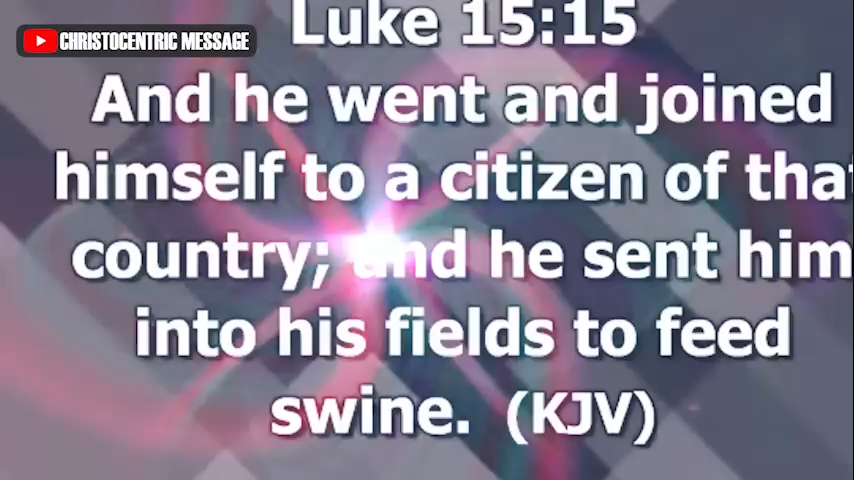 CHRISTOCENTRIC MESSAGE
Luke 15:15
And he went and joined
himself to a citizen of that
country; and he sent him
into his fields to feed
swine. (KJV)